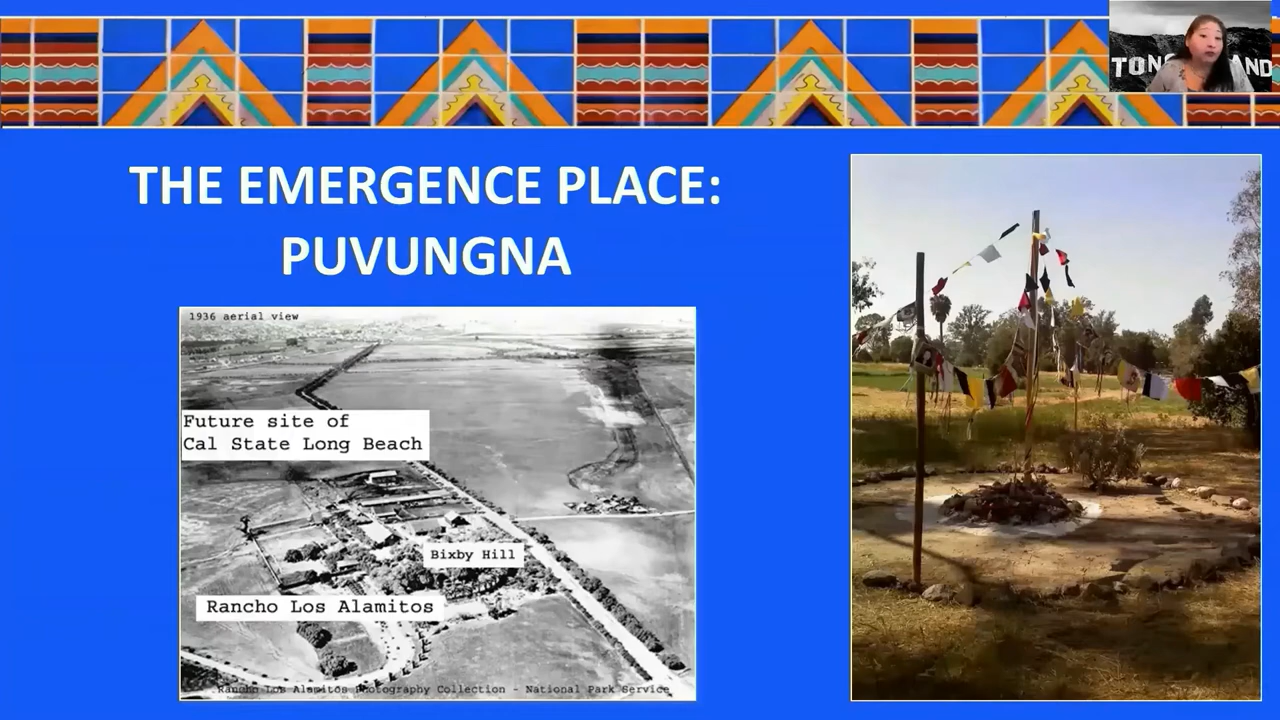 THE EMERGENCE PLACE:
PUVUNGNA
1936 aerial view
Future site of
Cal State Long Beach
Bixby Hill
Rancho Los Alamitos
Rancho Los Alamitos Photography Collection - National Park Service